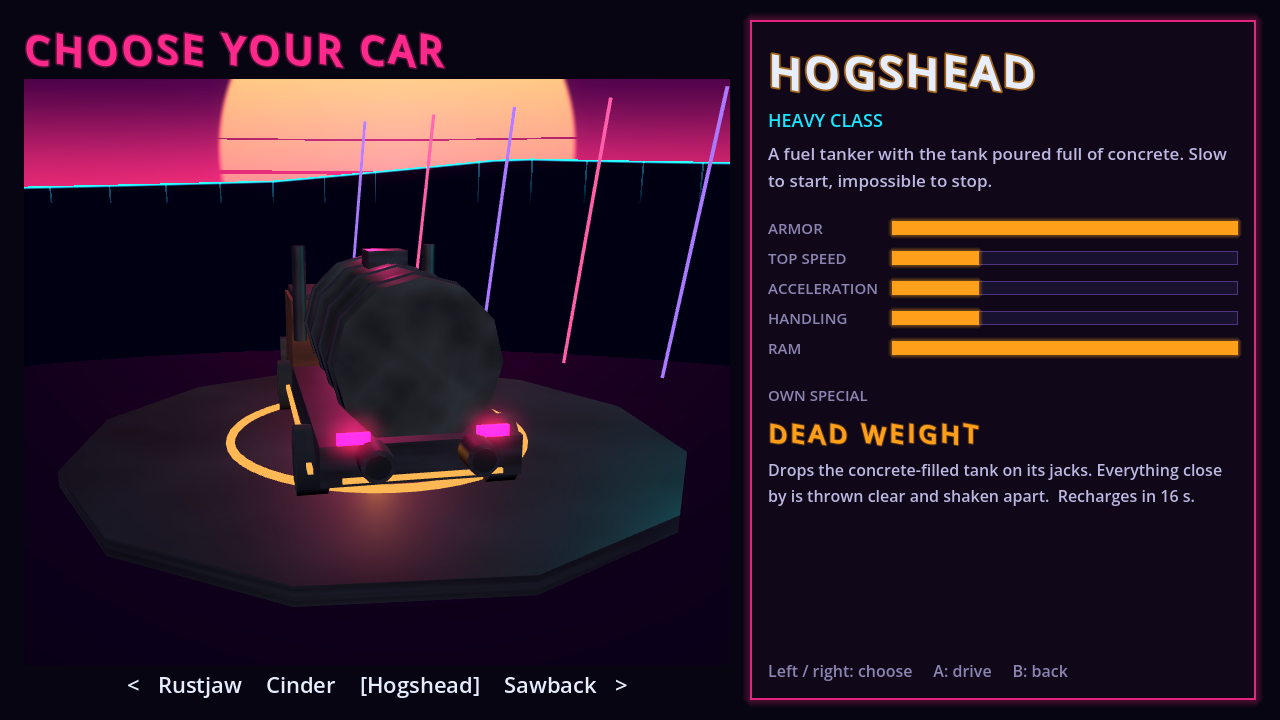 CHOOSE YOUR CAR
HOGSHEAD
HEAVY CLASS
A fuel tanker with the tank poured full of concrete. Slow
to start, impossible to stop.
ARMOR
TOP SPEED
ACCELERATION
HANDLING
RAM
OWN SPECIAL
DEAD WEIGHT
Drops the concrete-filled tank on its jacks. Everything close
by is thrown clear and shaken apart.  Recharges in 16 s.
Left / right: choose     A: drive     B: back
<   Rustjaw    Cinder    [Hogshead]    Sawback   >